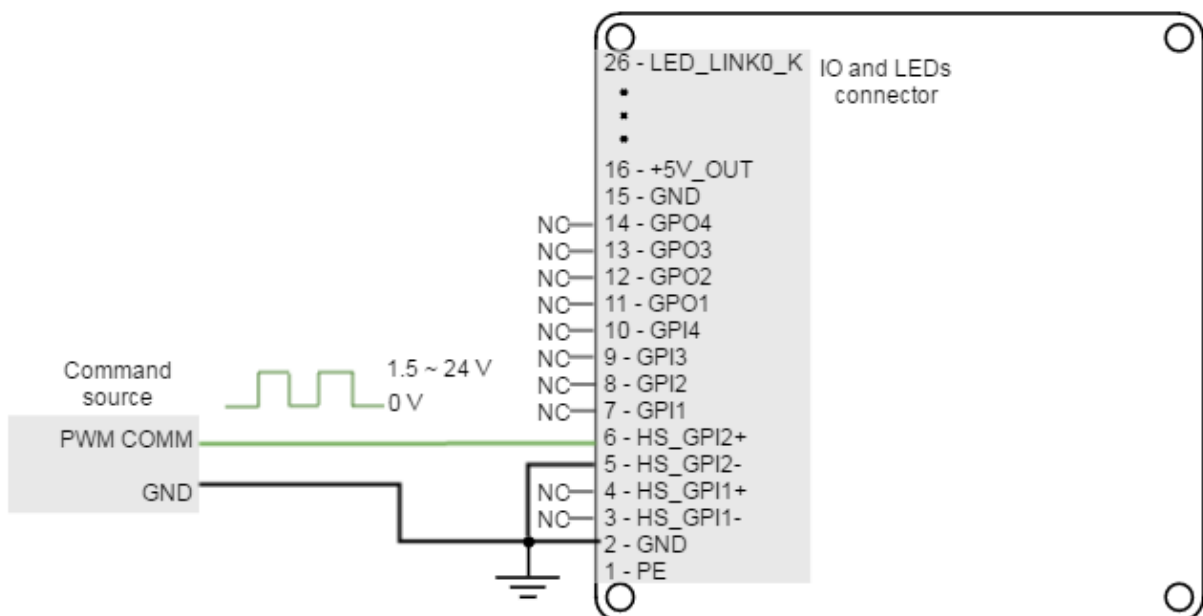 26 - LED_LINK0_K
IO and LEDs
connector
16 - +5V_OUT
15 - GND
NC 14 - GPO4
NC 13 - GPO3
NC 12 - GPO2
NC 11 - GPO1
NC 10 - GPI4
NC 9 - GPI3
NC 8 - GPI2
NC 7 - GPI1
6 - HS_GPI2+
5 - HS_GPI2-
NC 4 - HS_GPI1+
NC 3 - HS_GPI1-
2 - GND
1 - PE
Command
source
1.5 ~ 24 V
0 V
PWM COMM
GND